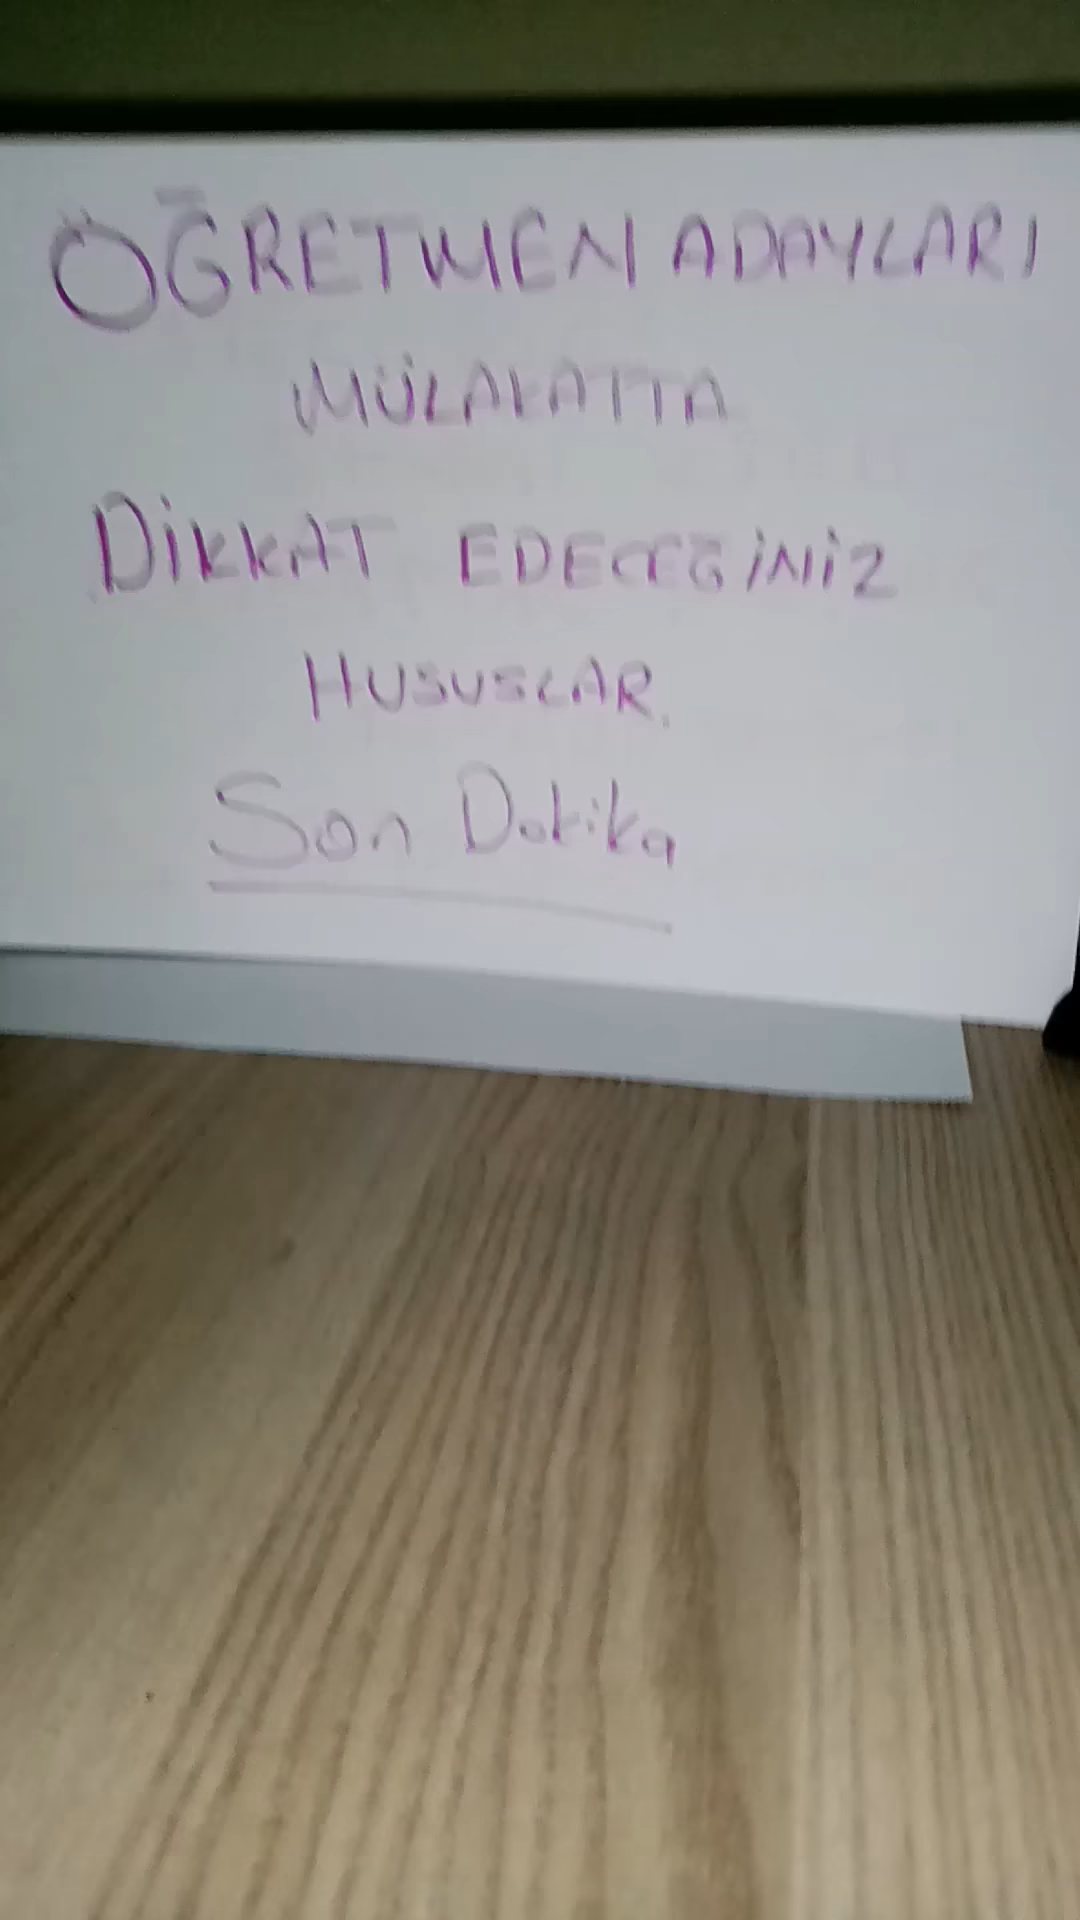 ÖĞRETMEN ADAYLARI
MÜLAKATTA
DİKKAT EDECEĞİNİZ
HUSUSLAR.
Son Dakika